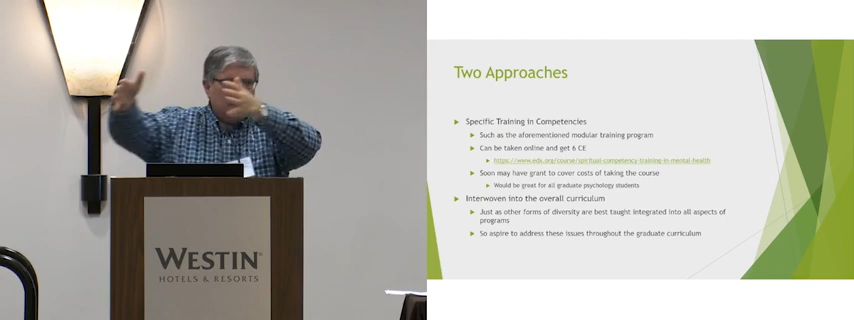 WESTIN®
HOTELS & RESORTS
Two Approaches
Specific Training in Competencies
Such as the aforementioned modular training program
Can be taken online and get 6 CE
https://www.edx.org/course/spiritual-competency-training-in-mental-health
Soon may have grant to cover costs of taking the course
Would be great for all graduate psychology students
Interwoven into the overall curriculum
Just as other forms of diversity are best taught integrated into all aspects of
programs
So aspire to address these issues throughout the graduate curriculum